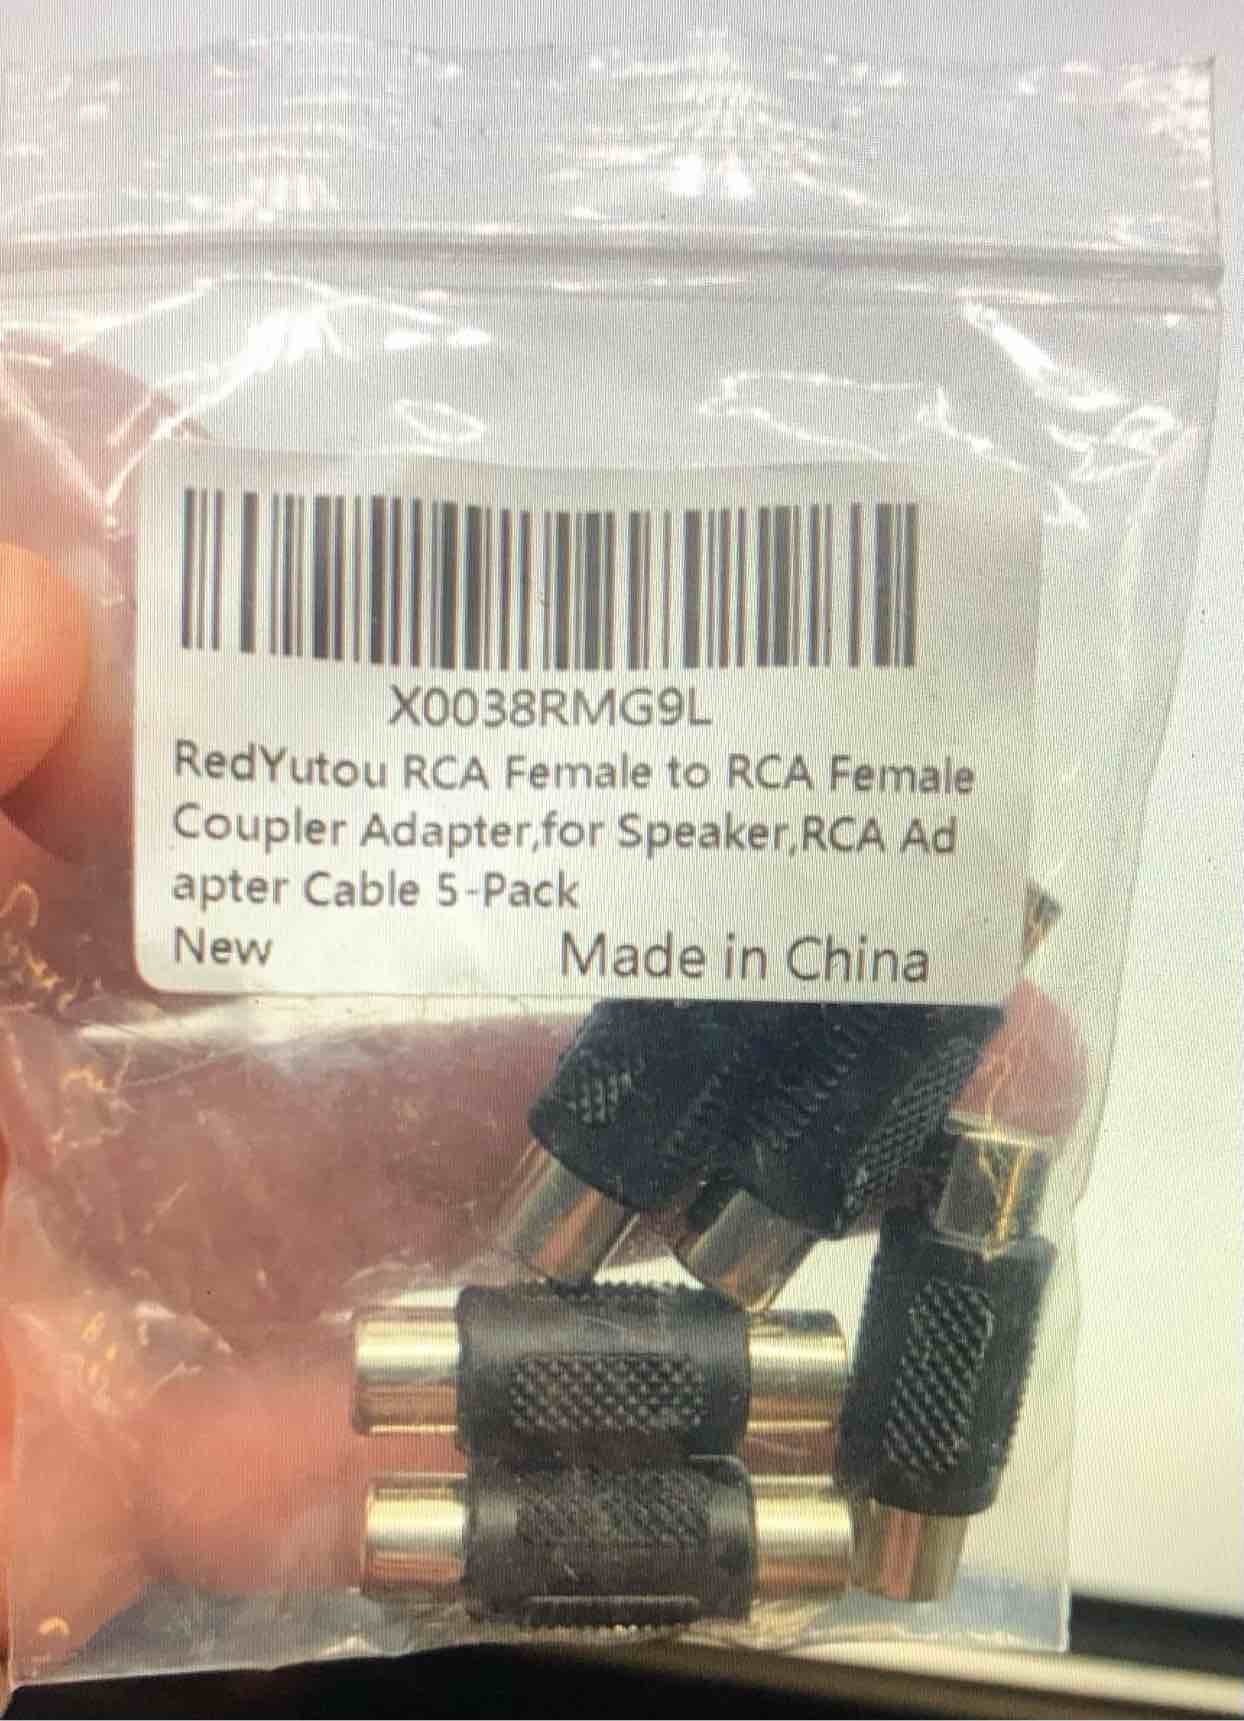 X0038RMG9L
RedYutou RCA Female to RCA Female
Coupler Adapter,for Speaker,RCA Ad
apter Cable 5-Pack
New Made in China